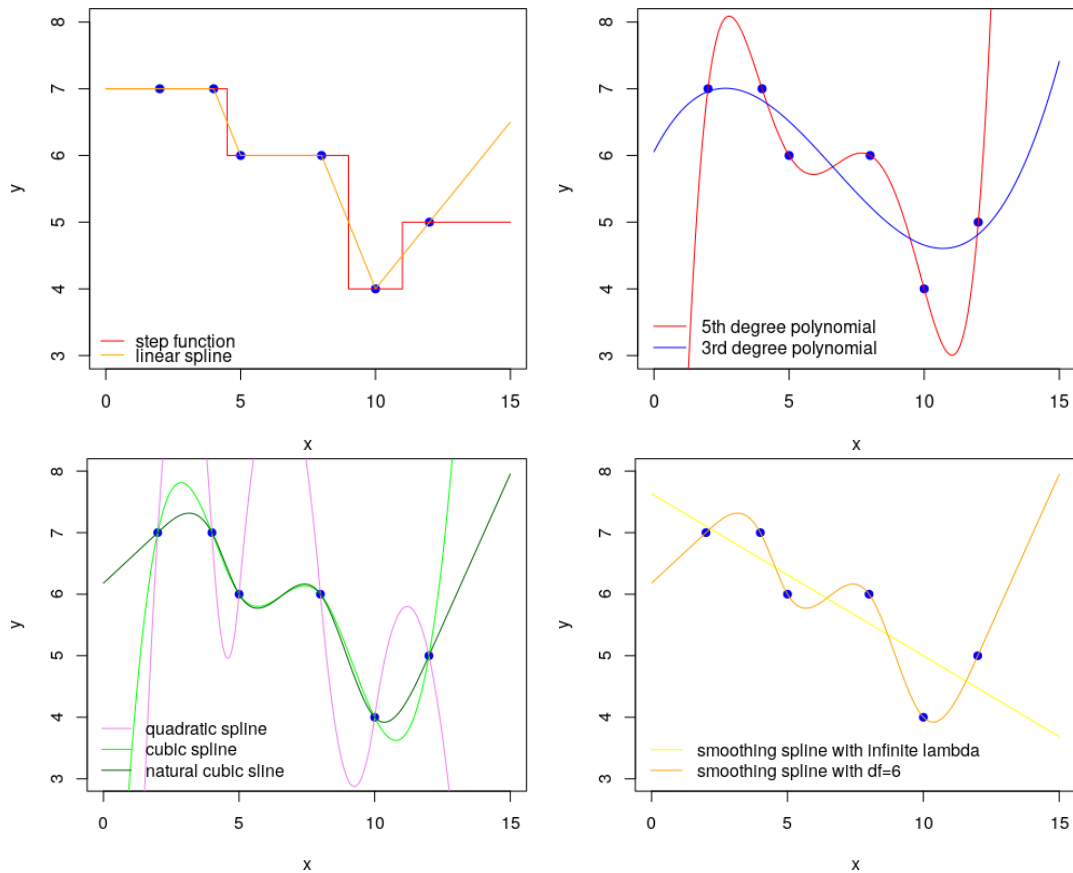 8
7
6
5
4
3
y
step function
linear spline
0 5 10 15
x
8
7
6
5
4
3
y
5th degree polynomial
3rd degree polynomial
0 5 10 15
x
8
7
6
5
4
3
y
quadratic spline
cubic spline
natural cubic sline
0 5 10 15
x
8
7
6
5
4
3
y
smoothing spline with infinite lambda
smoothing spline with df=6
0 5 10 15
x